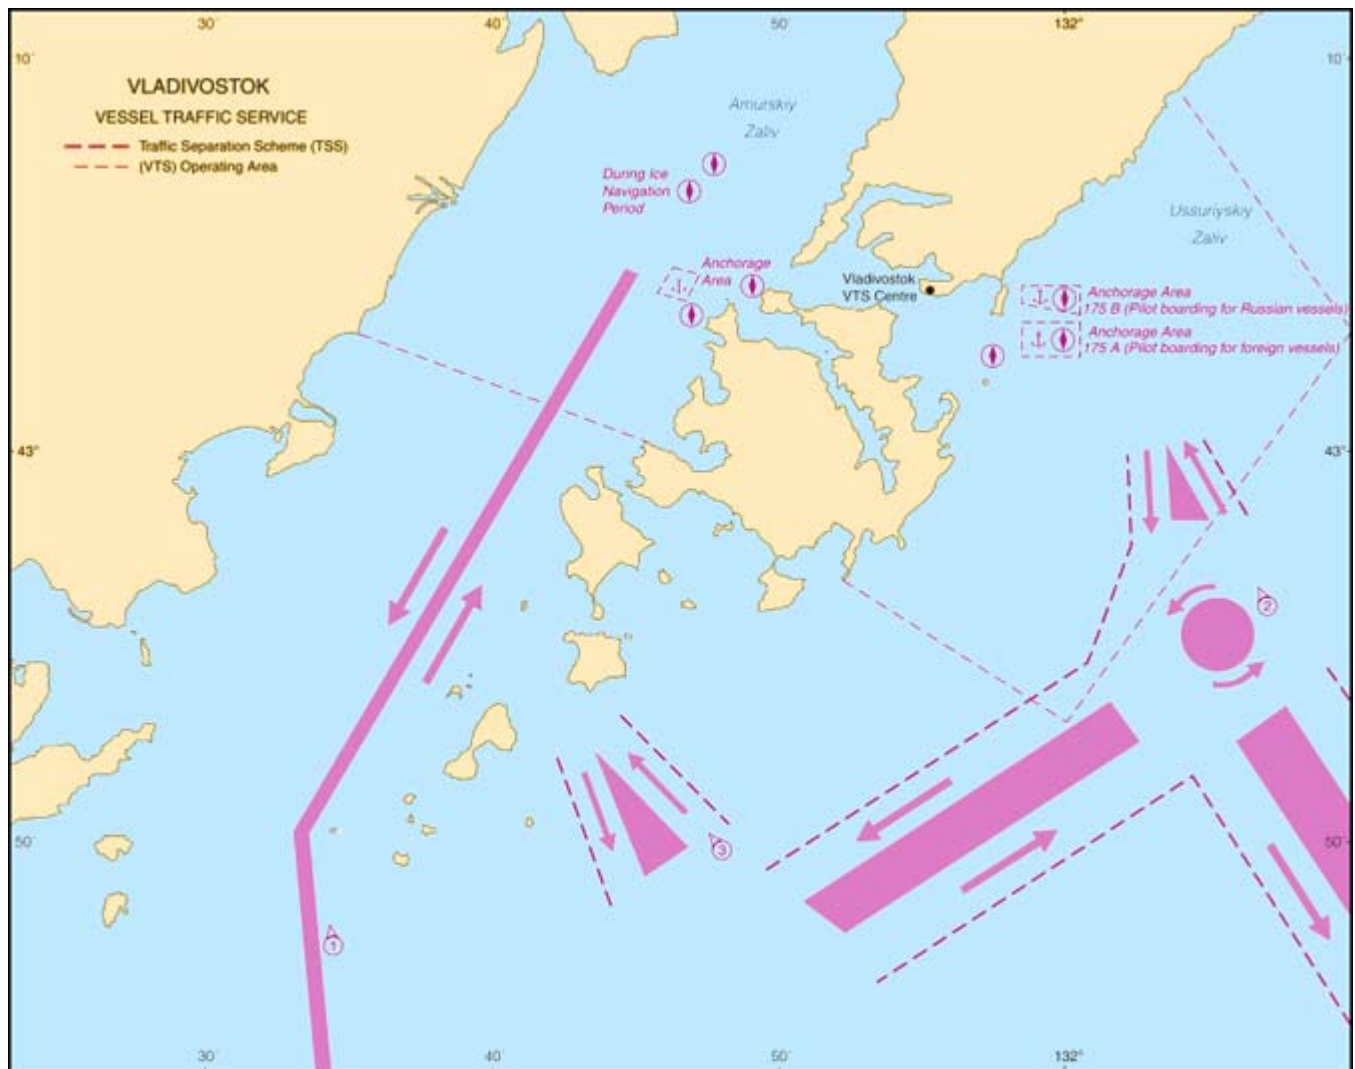 30´
40´
50´
132°
10´
10´
VLADIVOSTOK
VESSEL TRAFFIC SERVICE
Traffic Separation Scheme (TSS)
(VTS) Operating Area
Amurskiy
Zaliv
During Ice
Navigation
Period
Ussuriyskiy
Zaliv
Anchorage
Area
Vladivostok
VTS Centre
Anchorage Area
175 B (Pilot boarding for Russian vessels)
Anchorage Area
175 A (Pilot boarding for foreign vessels)
43°
43°
2
50´
3
50´
1
30´
40´
50´
132°